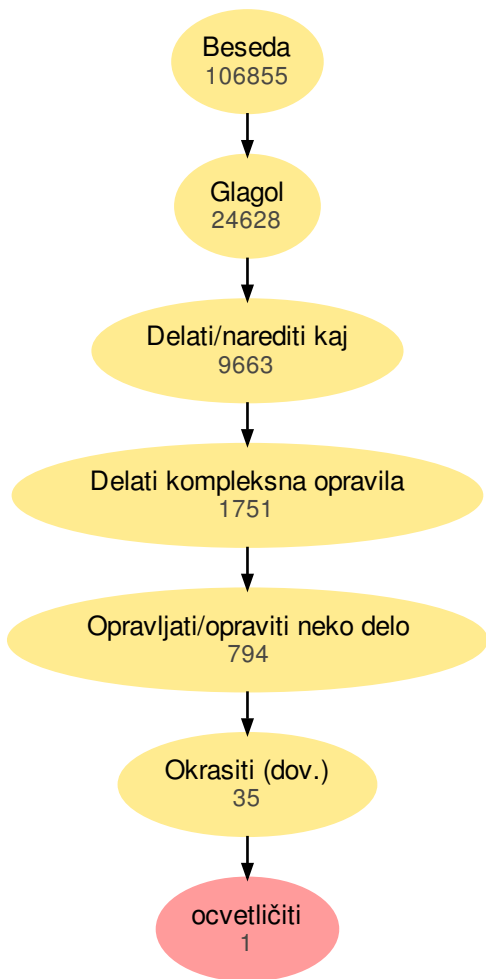 Beseda
106855
Glagol
24628
Delati/narediti kaj
9663
Delati kompleksna opravila
1751
Opravljati/opraviti neko delo
794
Okrasiti (dov.)
35
ocvetličiti
1